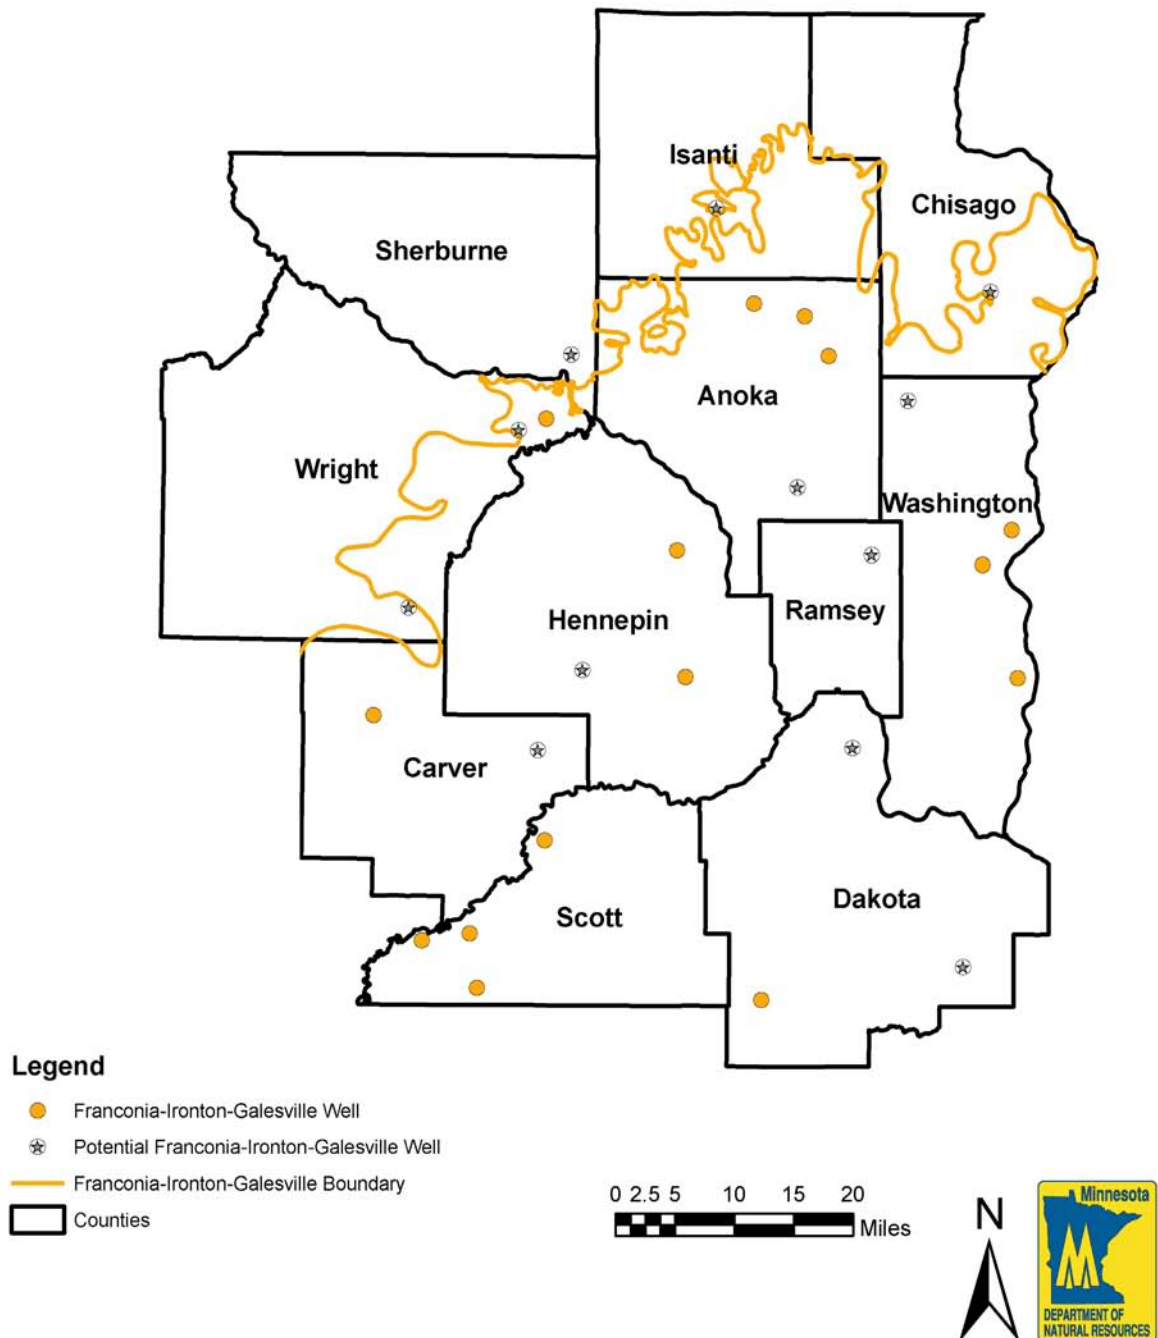 Isanti
Chisago
Sherburne
Anoka
Wright
Washington
Ramsey
Hennepin
Carver
Dakota
Scott
Legend
Franconia-Ironton-Galesville Well
Potential Franconia-Ironton-Galesville Well
Franconia-Ironton-Galesville Boundary
Counties
0 2.5 5 10 15 20
Miles
N
Minnesota
DEPARTMENT OF
NATURAL RESOURCES